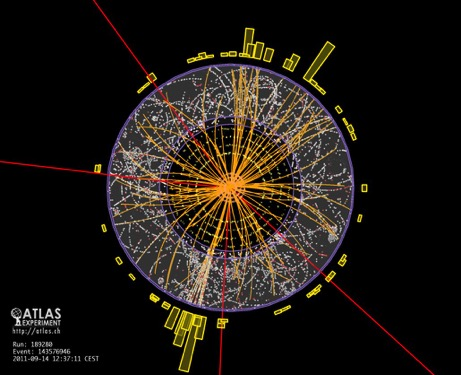 ATLAS
EXPERIMENT
http://atlas.ch
Run: 189280
Event: 143576946
2011-09-14 12:37:11 CEST